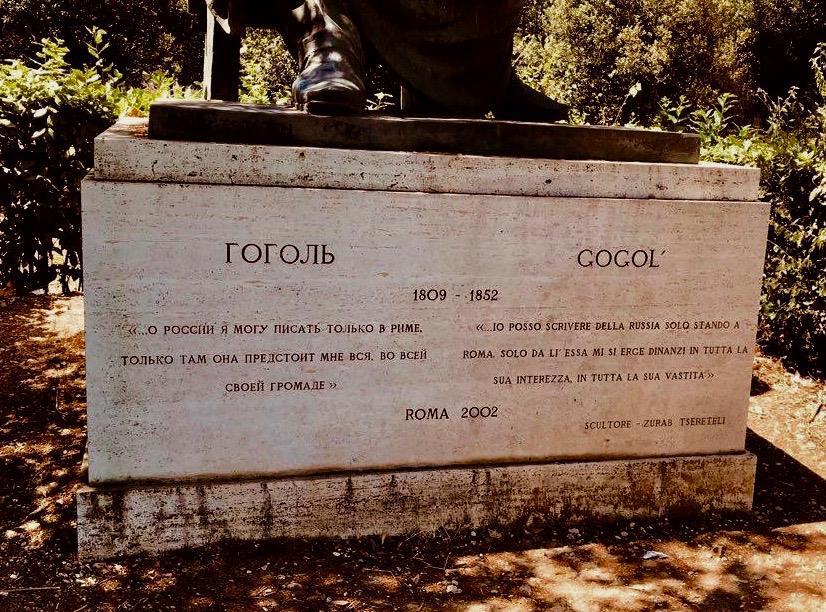 ГОГОЛЬ
GOGOL´
1809 - 1852
«...О РОССИИ Я МОГУ ПИСАТЬ ТОЛЬКО В РИМЕ,
ТОЛЬКО ТАМ ОНА ПРЕДСТОИТ МНЕ ВСЯ, ВО ВСЕЙ
СВОЕЙ ГРОМАДЕ»
«...IO POSSO SCRIVERE DELLA RUSSIA SOLO STANDO A
ROMA, SOLO DA LI' ESSA MI SI ERGE DINANZI IN TUTTA LA
SUA INTEREZZA, IN TUTTA LA SUA VASTITA'»
ROMA 2002
SCULTORE - ZURAB TSERETELI